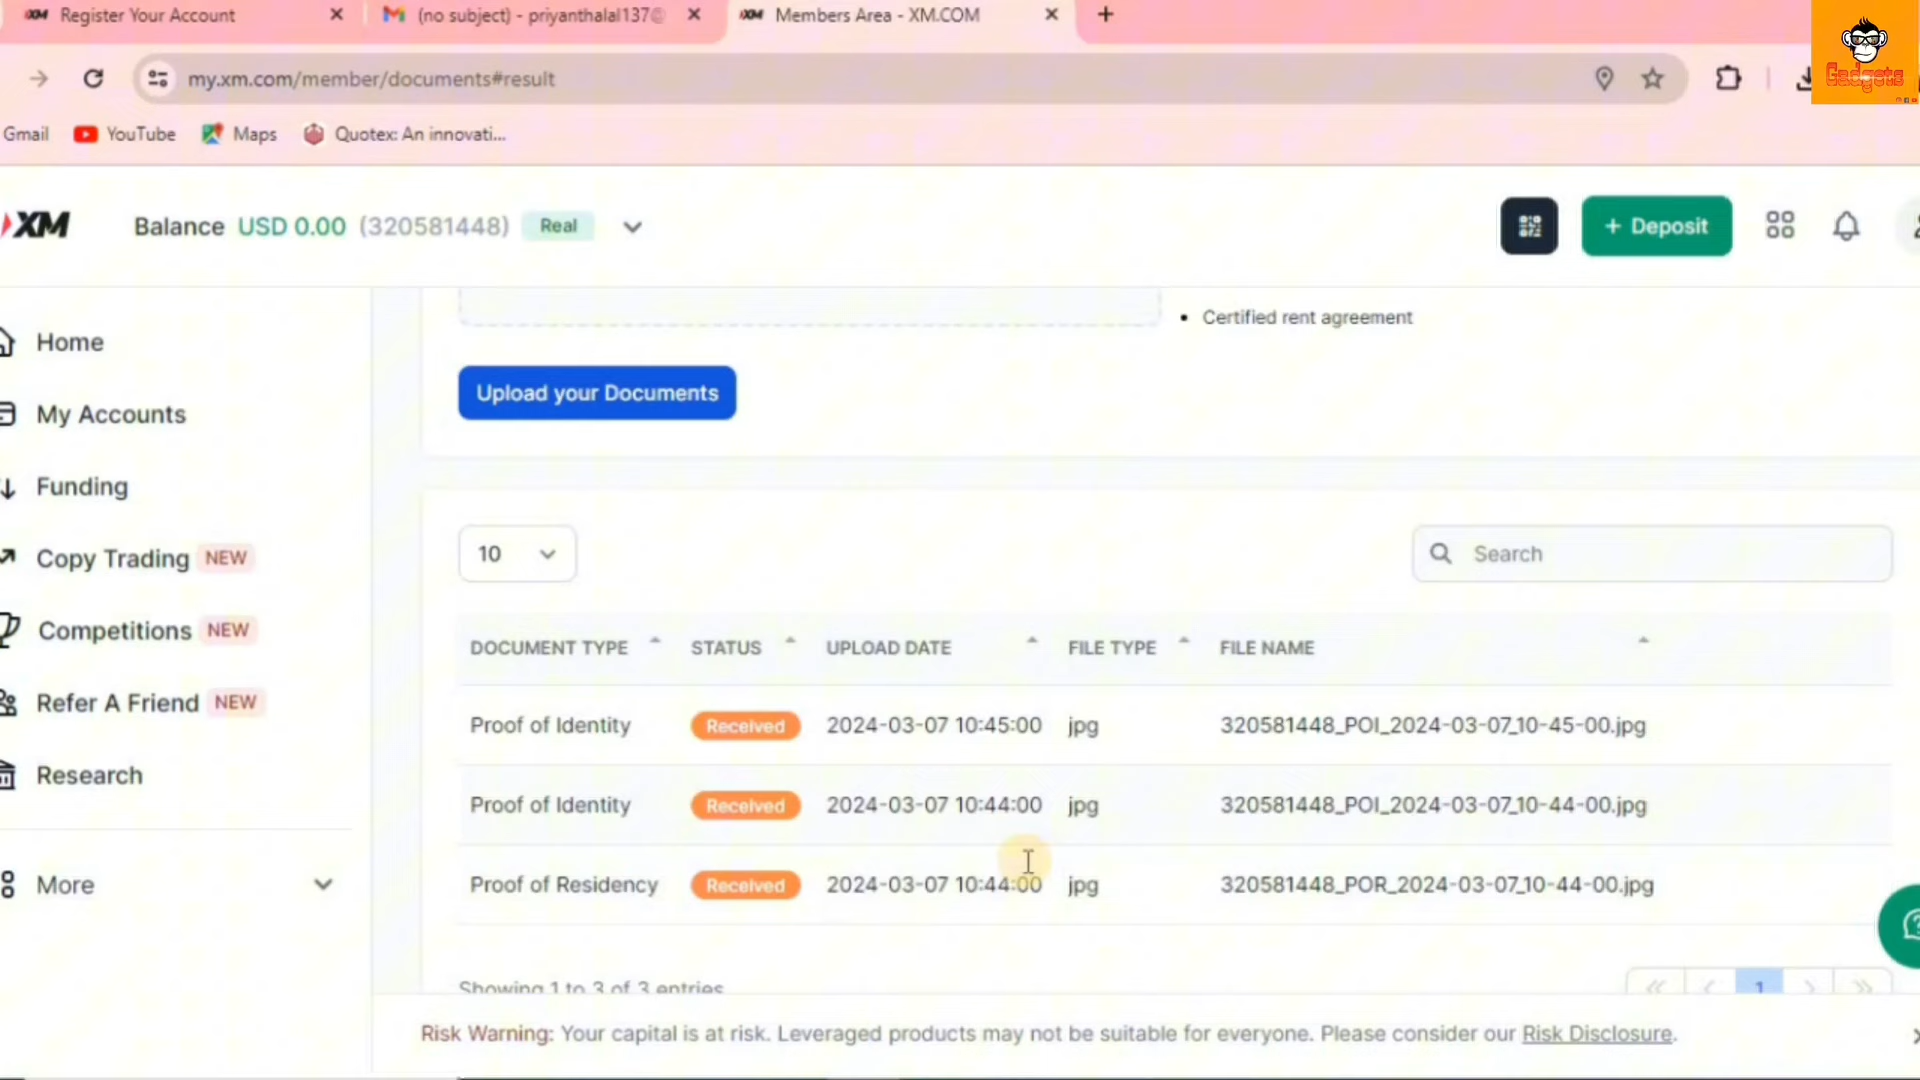 XM Register Your Account
(no subject) - priyanthalal137@
XM Members Area - XM.COM
my.xm.com/member/documents#result
Gadgets
Gmail
YouTube
Maps
Quotex: An innovati...
XM
Balance USD 0.00 (320581448) Real
+ Deposit
Home
My Accounts
Funding
Copy Trading NEW
Competitions NEW
Refer A Friend NEW
Research
More
• Certified rent agreement
Upload your Documents
10
Search
DOCUMENT TYPE STATUS UPLOAD DATE FILE TYPE FILE NAME
Proof of Identity Received 2024-03-07 10:45:00 jpg 320581448_POI_2024-03-07_10-45-00.jpg
Proof of Identity Received 2024-03-07 10:44:00 jpg 320581448_POI_2024-03-07_10-44-00.jpg
Proof of Residency Received 2024-03-07 10:44:00 jpg 320581448_POR_2024-03-07_10-44-00.jpg
Showing 1 to 3 of 3 entries
« ‹ 1 › »
Risk Warning: Your capital is at risk. Leveraged products may not be suitable for everyone. Please consider our Risk Disclosure.